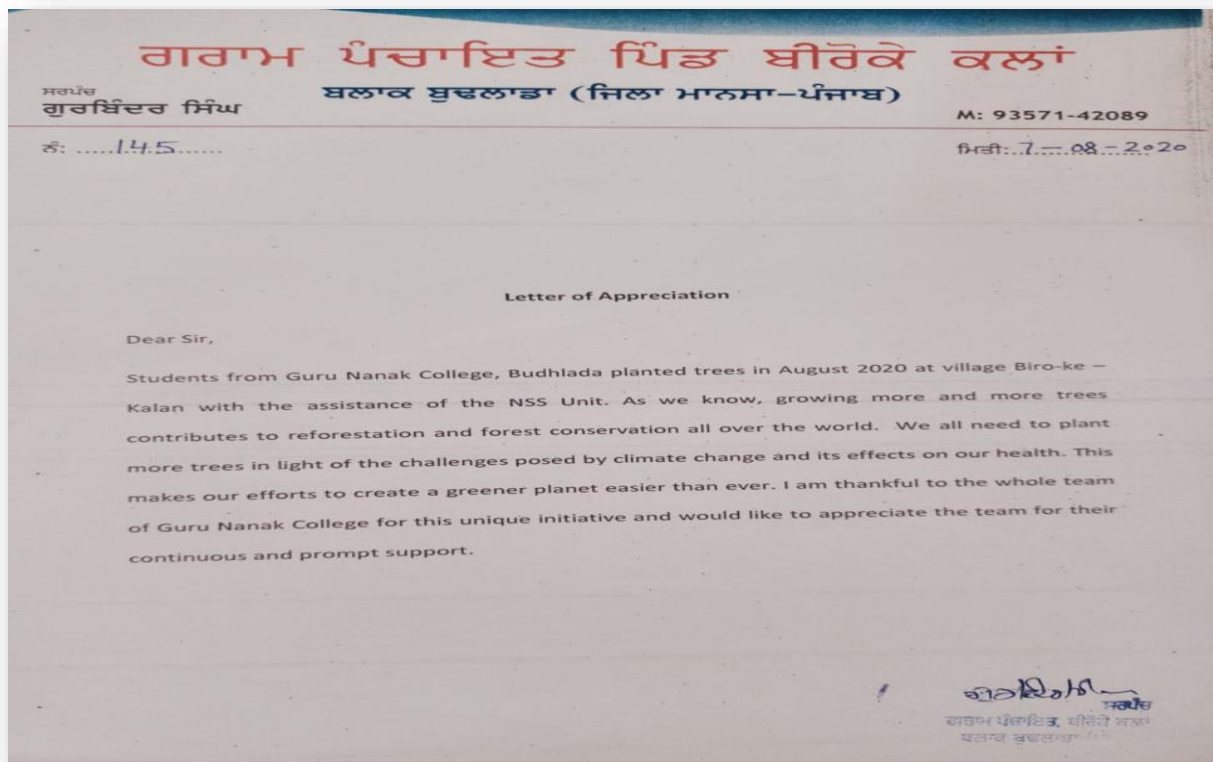 ਗਰਾਮ ਪੰਚਾਇਤ ਪਿੰਡ ਬੀਰੋਕੇ ਕਲਾਂ
ਸਰਪੰਚ
ਗੁਰਬਿੰਦਰ ਸਿੰਘ
ਬਲਾਕ ਬੁਢਲਾਡਾ (ਜਿਲਾ ਮਾਨਸਾ-ਪੰਜਾਬ)
M: 93571-42089
ਨੰ: .....145......
ਮਿਤੀ: 7-08-2020
Letter of Appreciation
Dear Sir,
Students from Guru Nanak College, Budhlada planted trees in August 2020 at village Biro-ke –
Kalan with the assistance of the NSS Unit. As we know, growing more and more trees
contributes to reforestation and forest conservation all over the world. We all need to plant
more trees in light of the challenges posed by climate change and its effects on our health. This
makes our efforts to create a greener planet easier than ever. I am thankful to the whole team
of Guru Nanak College for this unique initiative and would like to appreciate the team for their
continuous and prompt support.
ਸਰਪੰਚ
ਗਰਾਮ ਪੰਚਾਇਤ, ਬੀਰੋਕੇ ਕਲਾਂ
ਬਲਾਕ ਬੁਢਲਾਡਾ